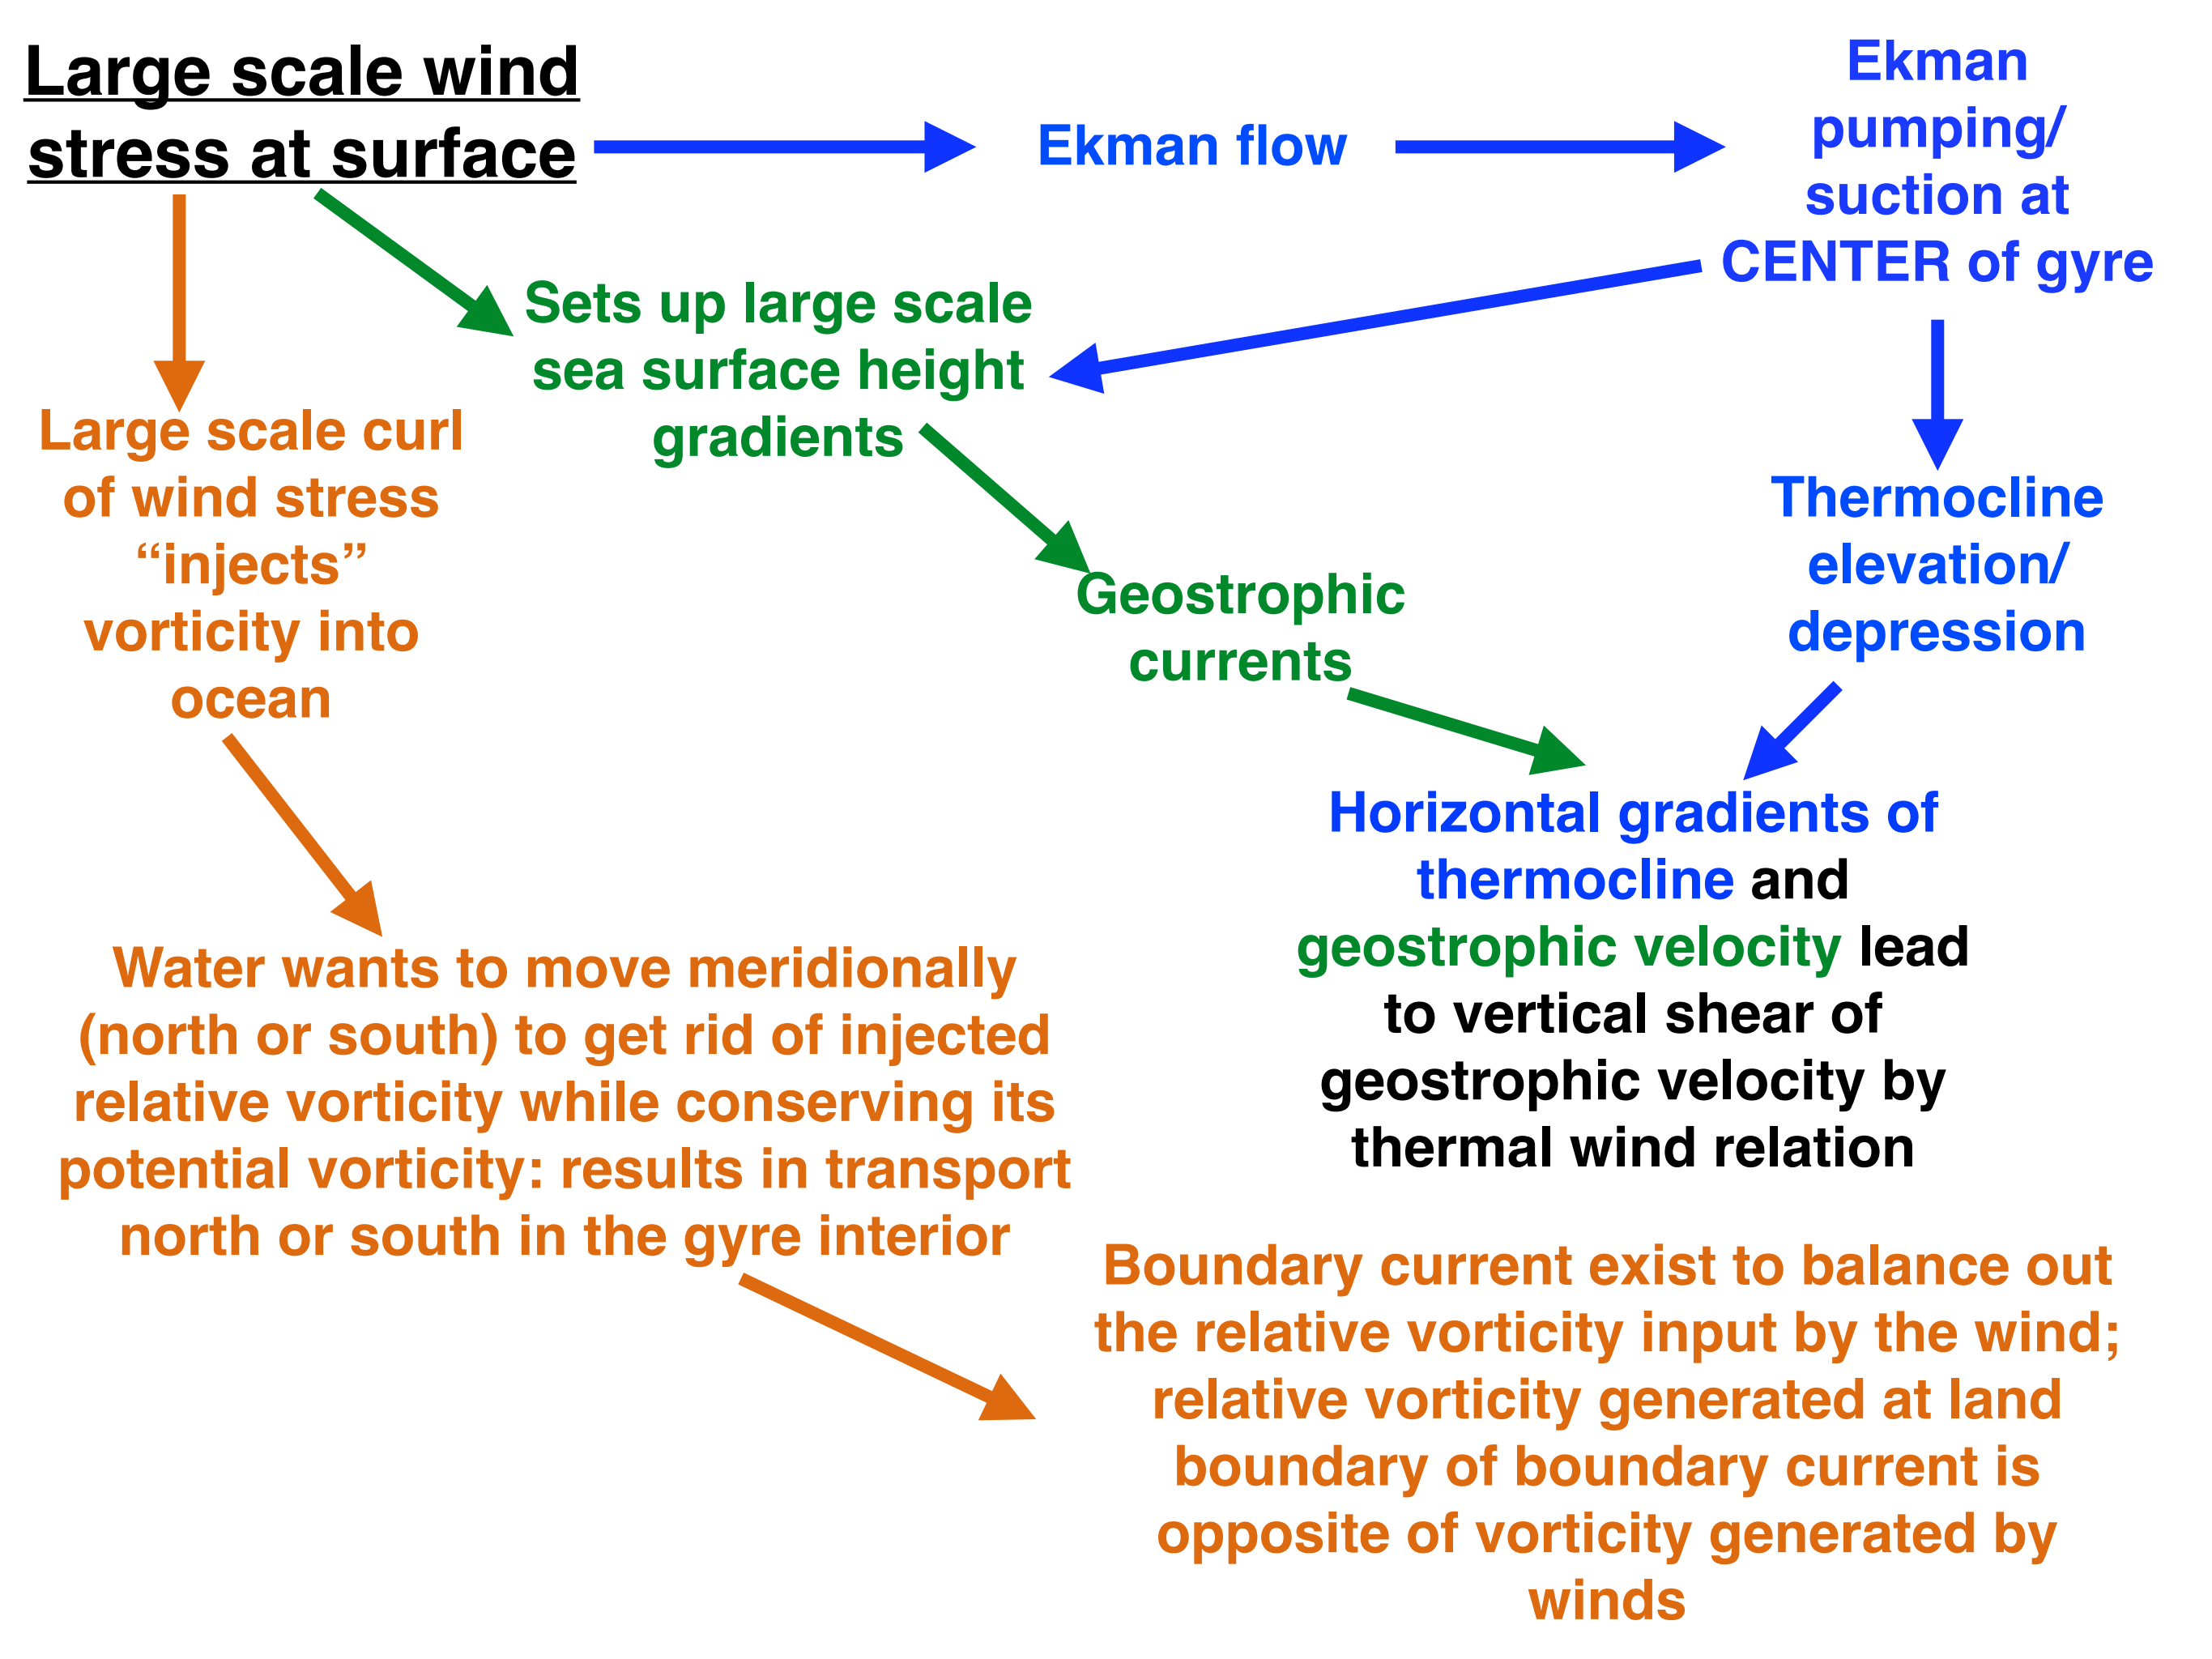 Large scale wind
stress at surface
Ekman flow
Ekman
pumping/
suction at
CENTER of gyre
Sets up large scale
sea surface height
gradients
Large scale curl
of wind stress
“injects”
vorticity into
ocean
Geostrophic
currents
Thermocline
elevation/
depression
Horizontal gradients of
thermocline and
geostrophic velocity lead
to vertical shear of
geostrophic velocity by
thermal wind relation
Water wants to move meridionally
(north or south) to get rid of injected
relative vorticity while conserving its
potential vorticity: results in transport
north or south in the gyre interior
Boundary current exist to balance out
the relative vorticity input by the wind;
relative vorticity generated at land
boundary of boundary current is
opposite of vorticity generated by
winds